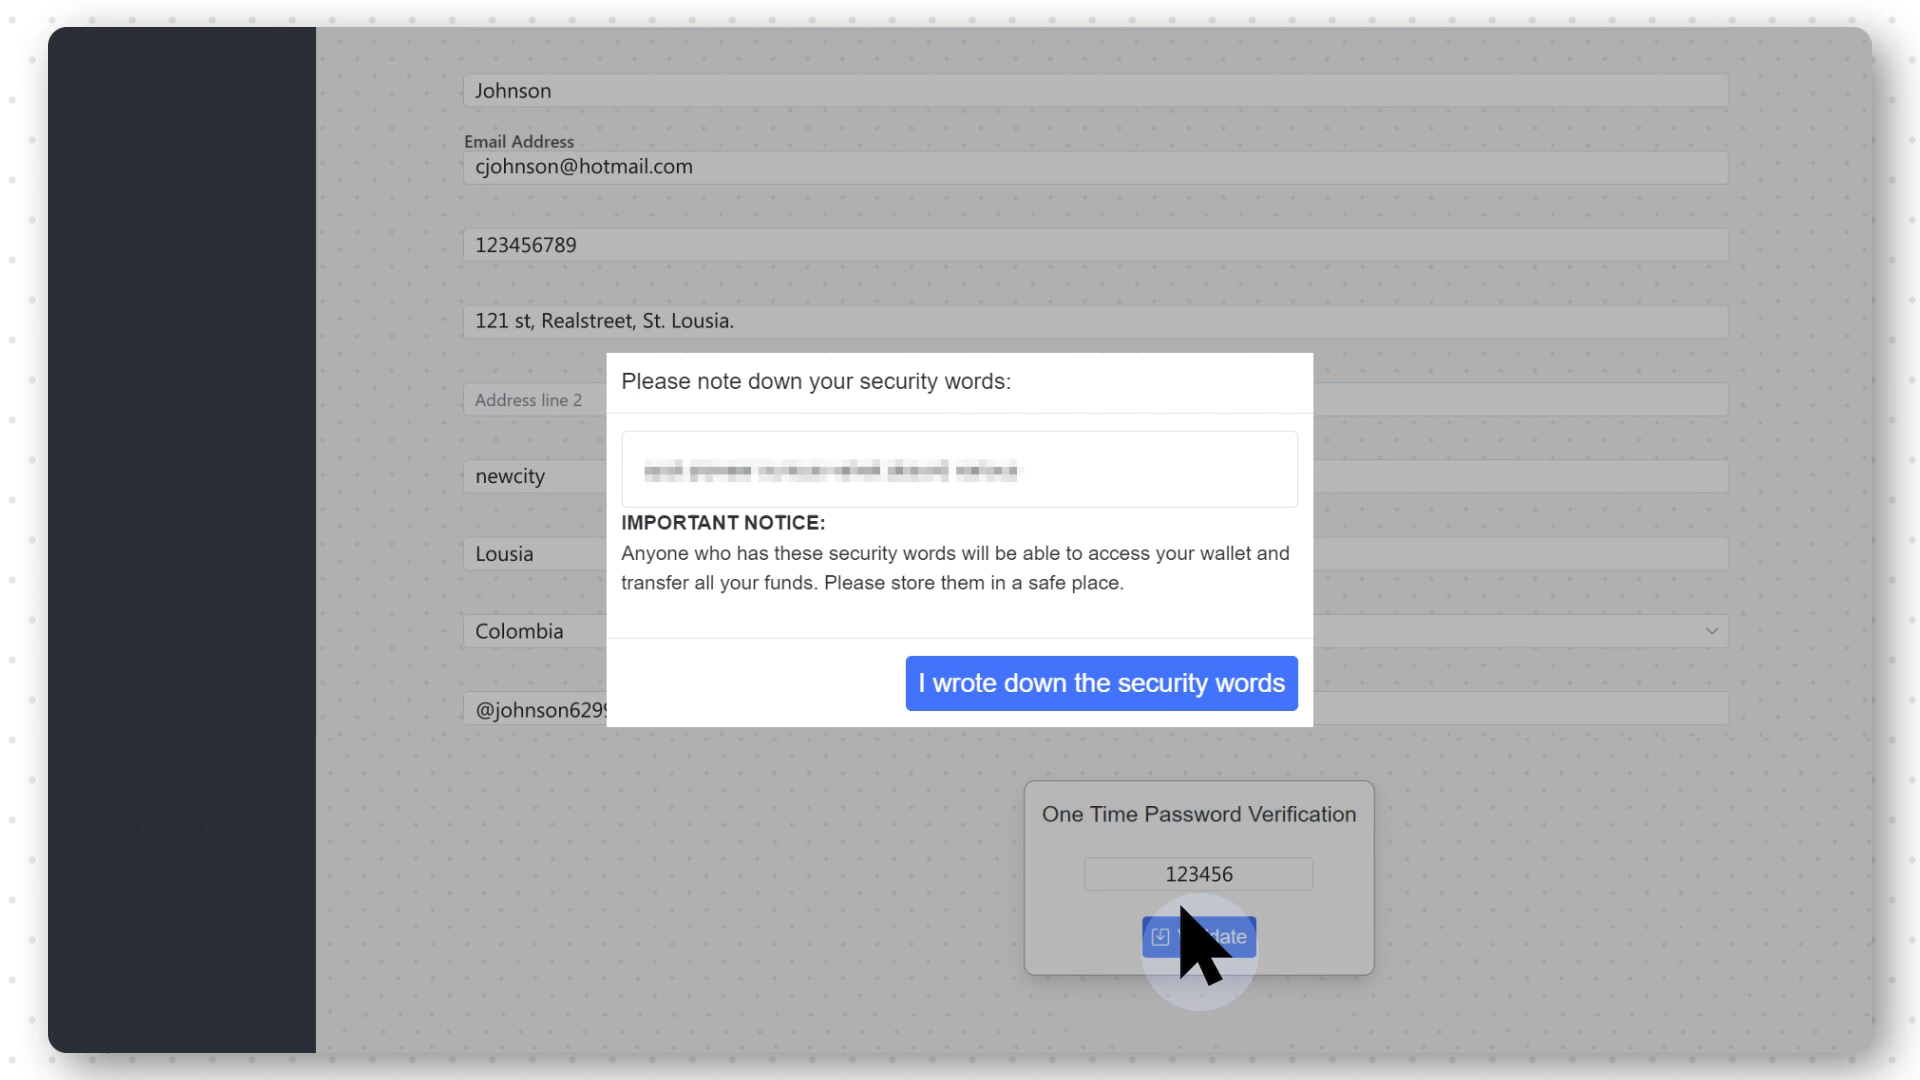 Johnson
Email Address
cjohnson@hotmail.com
123456789
121 st, Realstreet, St. Lousia.
Address line 2
newcity
Lousia
Colombia
@johnson6299
Please note down your security words:
IMPORTANT NOTICE:
Anyone who has these security words will be able to access your wallet and
transfer all your funds. Please store them in a safe place.
I wrote down the security words
One Time Password Verification
123456